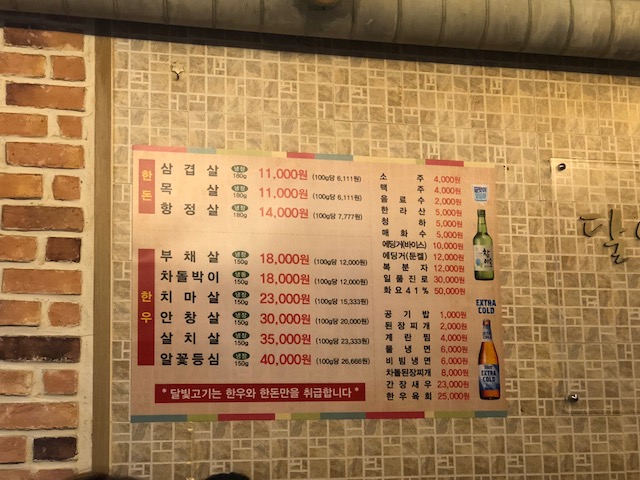 한돈
삼겹살 냉장 180g 11,000원 (100g당 6,111원)
목살 냉장 180g 11,000원 (100g당 6,111원)
항정살 냉장 180g 14,000원 (100g당 7,777원)
한우
부채살 냉장 150g 18,000원 (100g당 12,000원)
차돌박이 냉장 150g 18,000원 (100g당 12,000원)
치마살 냉장 150g 23,000원 (100g당 15,333원)
안창살 냉장 150g 30,000원 (100g당 20,000원)
살치살 냉장 150g 35,000원 (100g당 23,333원)
알꽃등심 냉장 150g 40,000원 (100g당 26,666원)
* 달빛고기는 한우와 한돈만을 취급합니다 *
소주 4,000원
맥주 4,000원
음료수 2,000원
한라산 5,000원
청하 5,000원
매화수 5,000원
에딩거(바이스) 10,000원
에딩거(둔켈) 12,000원
복분자 12,000원
일품진로 30,000원
화요41% 50,000원
공기밥 1,000원
된장찌개 2,000원
계란찜 4,000원
물냉면 6,000원
비빔냉면 6,000원
차돌된장찌개 8,000원
간장새우 23,000원
한우육회 25,000원
참이슬
EXTRA
COLD
EXTRA
COLD
달